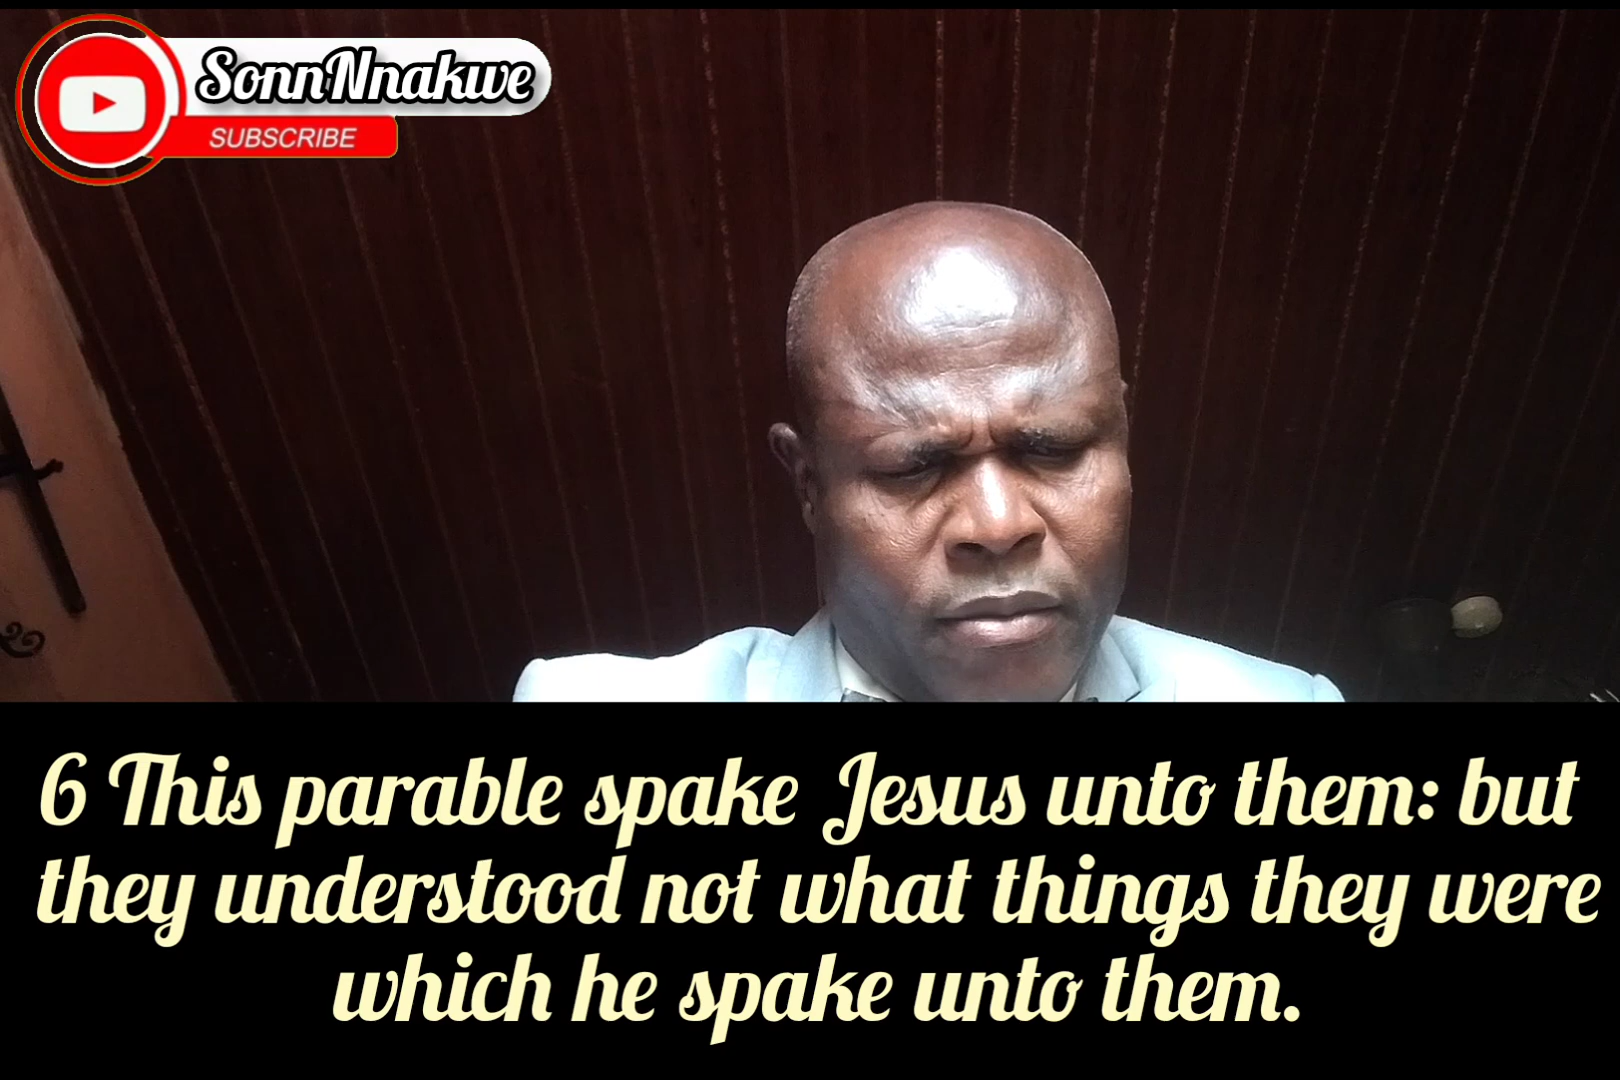 SonnNnakwe
SUBSCRIBE
6 This parable spake Jesus unto them: but
they understood not what things they were
which he spake unto them.